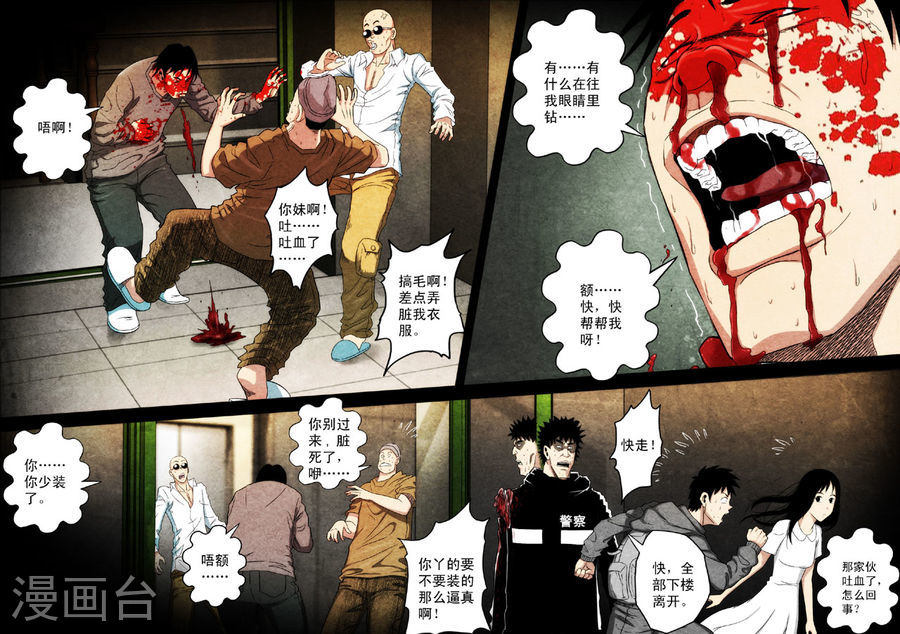 唔啊！
你妹啊！
吐……
吐血了
……
搞毛啊！
差点弄
脏我衣
服。
有……有
什么在往
我眼睛里
钻……
额……
快，快
帮帮我
呀！
你……
你少装
了。
唔额
……
你别过
来，脏
死了，
咿……
你丫的要
不要装的
那么逼真
啊！
警察
快走！
快，全
部下楼
离开。
那家伙
吐血了，
怎么回
事？
漫画台